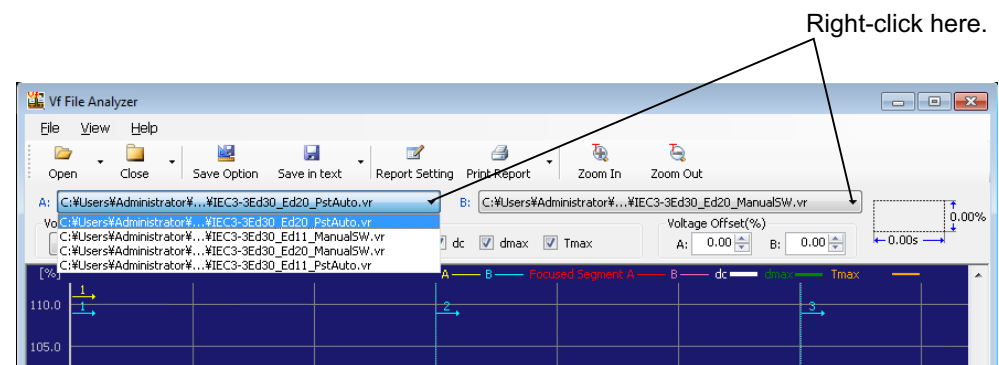 Right-click here.
Vf File Analyzer
File View Help
Open Close Save Option Save in text Report Setting Print Report Zoom In Zoom Out
A: C:¥Users¥Administrator¥...¥IEC3-3Ed30_Ed20_PstAuto.vr B: C:¥Users¥Administrator¥...¥IEC3-3Ed30_Ed20_ManualSW.vr
C:¥Users¥Administrator¥...¥IEC3-3Ed30_Ed20_PstAuto.vr
C:¥Users¥Administrator¥...¥IEC3-3Ed30_Ed11_ManualSW.vr
C:¥Users¥Administrator¥...¥IEC3-3Ed30_Ed20_ManualSW.vr
C:¥Users¥Administrator¥...¥IEC3-3Ed30_Ed11_PstAuto.vr
Vo
dc dmax Tmax
Voltage Offset(%)
A: 0.00 B: 0.00
0.00%
0.00s
[%] A B Focused Segment A B dc dmax Tmax
1
110.0 1 2 3
105.0